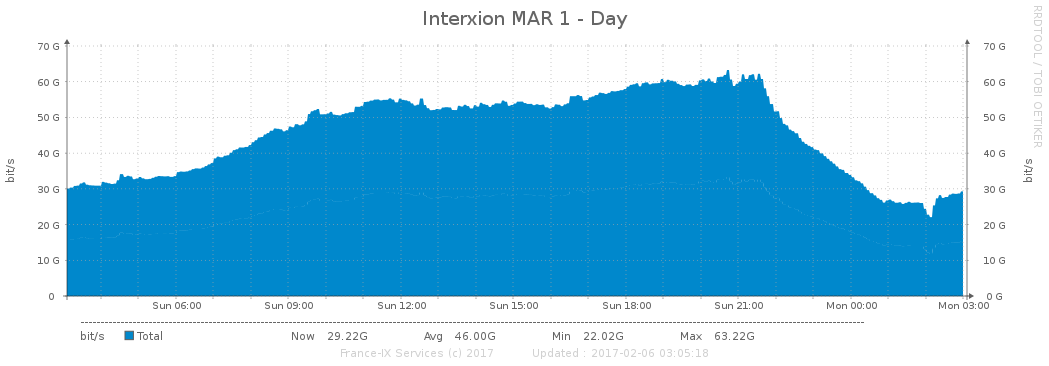 Interxion MAR 1 - Day
RRDTOOL / TOBI OETIKER
bit/s
70 G 70 G
60 G 60 G
50 G 50 G
40 G 40 G
30 G 30 G
20 G 20 G
10 G 10 G
0 0 G
bit/s
Sun 06:00 Sun 09:00 Sun 12:00 Sun 15:00 Sun 18:00 Sun 21:00 Mon 00:00 Mon 03:00
bit/s Total Now 29.22G Avg 46.00G Min 22.02G Max 63.22G
France-IX Services (c) 2017 Updated : 2017-02-06 03:05:18